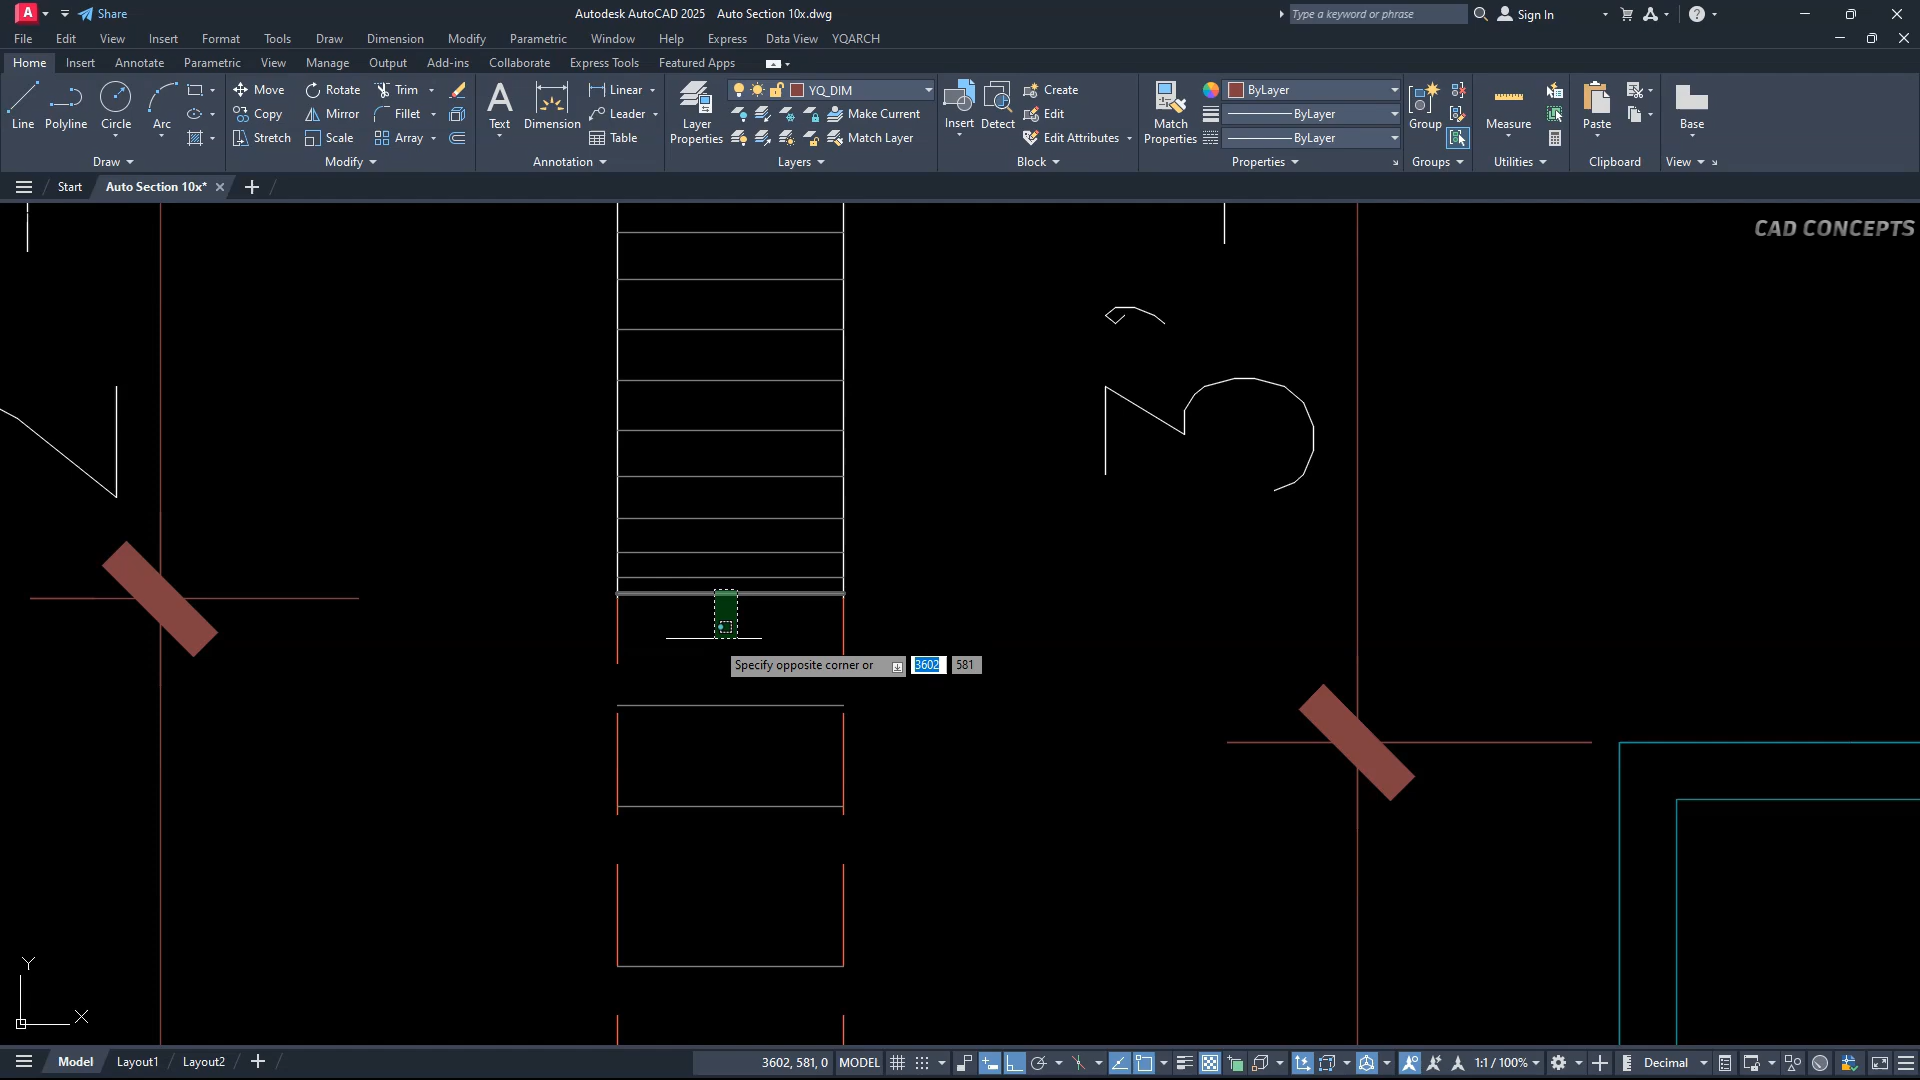 Share
Autodesk AutoCAD 2025 Auto Section 10x.dwg
Type a keyword or phrase
Sign In
File Edit View Insert Format Tools Draw Dimension Modify Parametric Window Help Express Data View YQARCH
Home Insert Annotate Parametric View Manage Output Add-ins Collaborate Express Tools Featured Apps
Line Polyline Circle Arc
Draw
Move Rotate Trim
Copy Mirror Fillet
Stretch Scale Array
Modify
Text Dimension
Linear
Leader
Table
Annotation
Layer Properties
YQ_DIM
Make Current
Match Layer
Layers
Insert Detect
Create
Edit
Edit Attributes
Block
Match Properties
ByLayer
ByLayer
ByLayer
Properties
Group
Groups
Measure
Utilities
Paste
Clipboard
Base
View
Start Auto Section 10x*
CAD CONCEPTS
Specify opposite corner or 3602 581
Y
X
Model Layout1 Layout2
3602, 581, 0 MODEL 1:1 / 100% Decimal